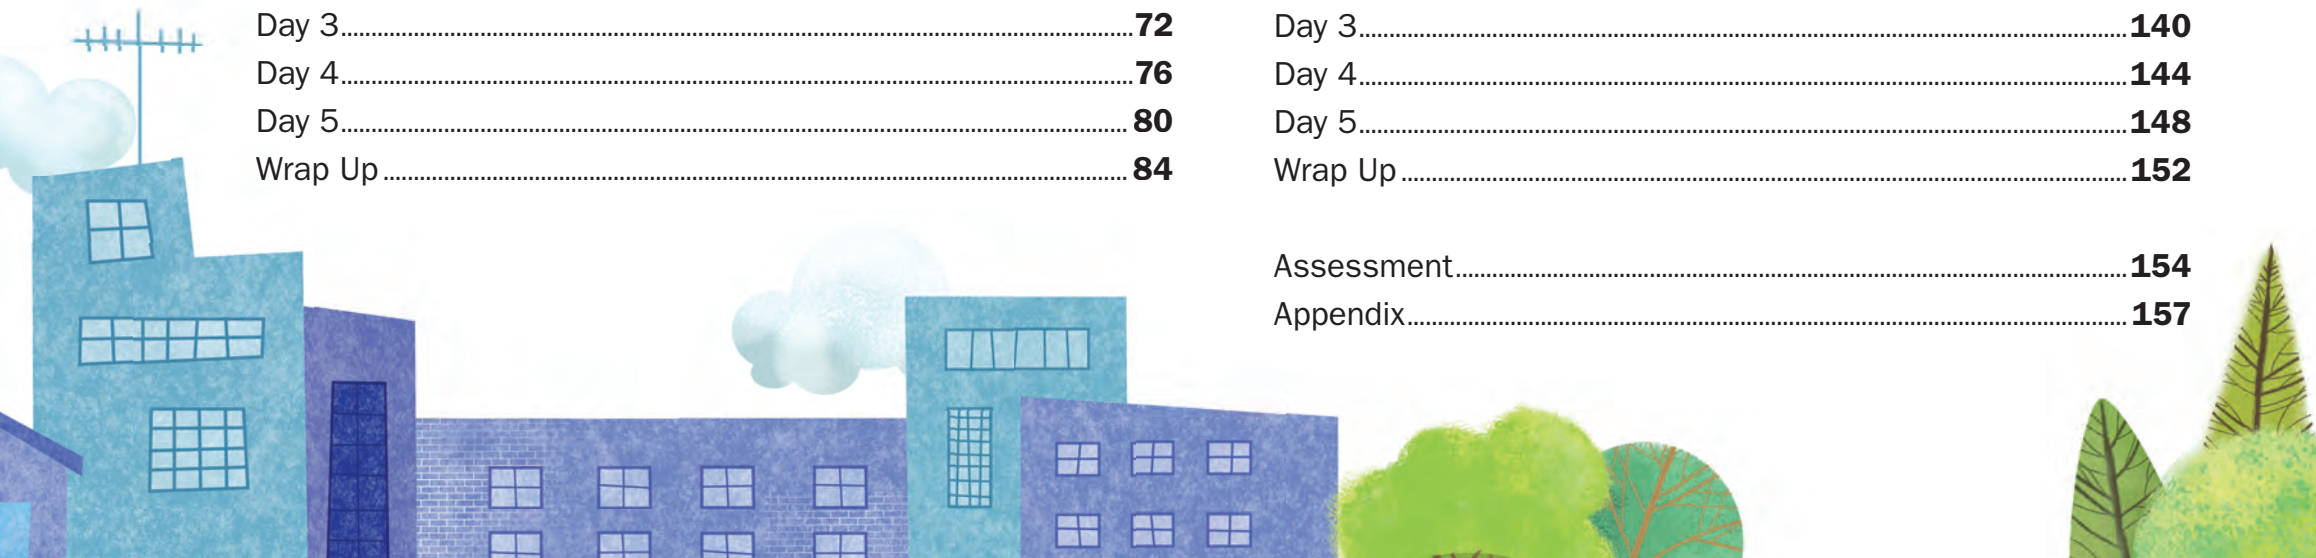 Day 3 72
Day 4 76
Day 5 80
Wrap Up 84
Day 3 140
Day 4 144
Day 5 148
Wrap Up 152
Assessment 154
Appendix 157